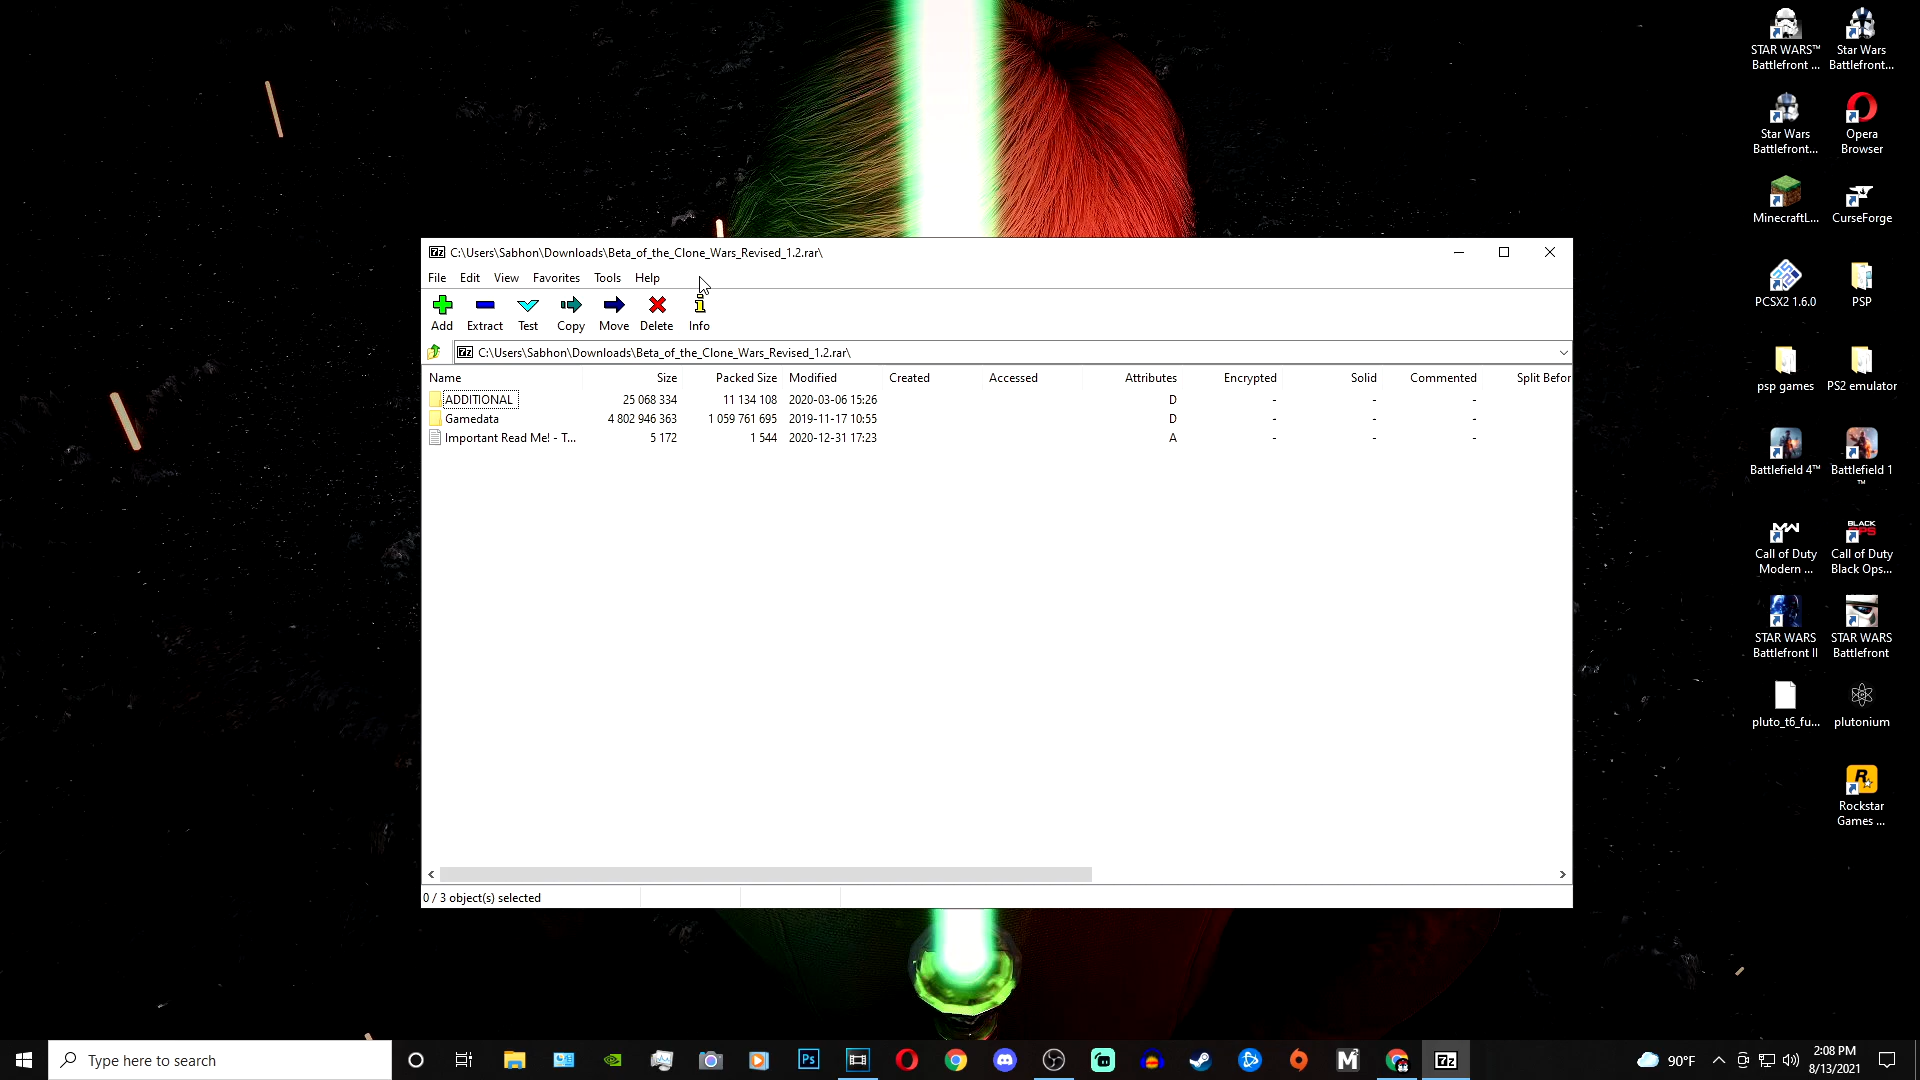 STAR WARS™ Battlefront ...
Star Wars Battlefront...
Star Wars Battlefront...
Opera Browser
MinecraftL...
CurseForge
PCSX2 1.6.0
PSP
psp games
PS2 emulator
Battlefield 4™
Battlefield 1 ™
Call of Duty Modern ...
BLACK OPS
Call of Duty Black Ops...
STAR WARS Battlefront II
STAR WARS Battlefront
pluto_t6_fu...
plutonium
Rockstar Games ...
7z C:\Users\Sabhon\Downloads\Beta_of_the_Clone_Wars_Revised_1.2.rar\
File Edit View Favorites Tools Help
Add Extract Test Copy Move Delete Info
7z C:\Users\Sabhon\Downloads\Beta_of_the_Clone_Wars_Revised_1.2.rar\
Name Size Packed Size Modified Created Accessed Attributes Encrypted Solid Commented Split Befor
ADDITIONAL 25 068 334 11 134 108 2020-03-06 15:26 D - - -
Gamedata 4 802 946 363 1 059 761 695 2019-11-17 10:55 D - - -
Important Read Me! - T... 5 172 1 544 2020-12-31 17:23 A - - -
0 / 3 object(s) selected
Type here to search
Ps
M
7z
90°F
2:08 PM
8/13/2021